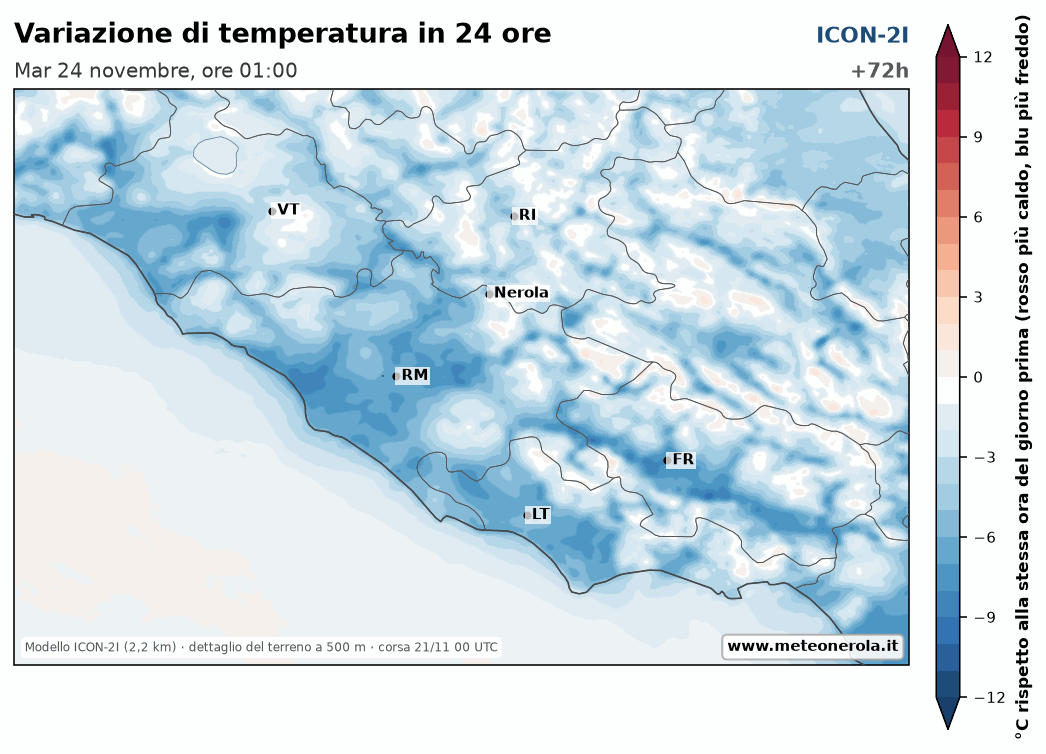 Variazione di temperatura in 24 ore
ICON-2I
Mar 24 novembre, ore 01:00
+72h
VT
RI
Nerola
RM
FR
LT
Modello ICON-2I (2,2 km) · dettaglio del terreno a 500 m · corsa 21/11 00 UTC
www.meteonerola.it
12
9
6
3
0
−3
−6
−9
−12
°C rispetto alla stessa ora del giorno prima (rosso più caldo, blu più freddo)